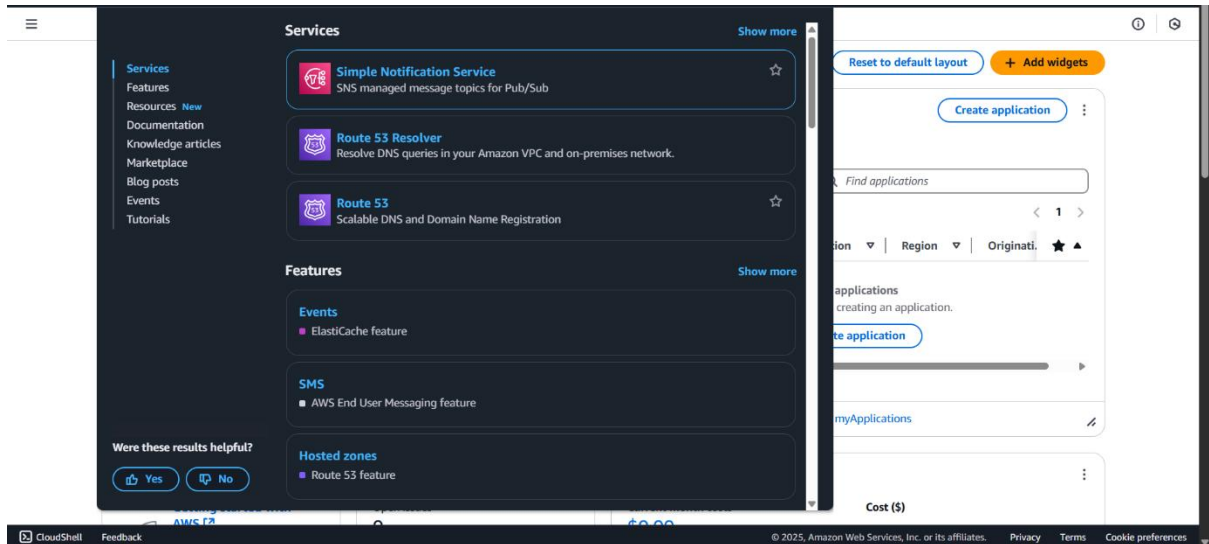 Services
Show more
Services
Features
Resources New
Documentation
Knowledge articles
Marketplace
Blog posts
Events
Tutorials
Simple Notification Service
SNS managed message topics for Pub/Sub
Route 53 Resolver
Resolve DNS queries in your Amazon VPC and on-premises network.
Route 53
Scalable DNS and Domain Name Registration
Features
Show more
Events
ElastiCache feature
SMS
AWS End User Messaging feature
Hosted zones
Route 53 feature
Were these results helpful?
Yes No
Reset to default layout + Add widgets
Create application
Find applications
1
Region Originati.
applications
creating an application.
application
myApplications
Cost ($)
AWS
CloudShell Feedback
© 2025, Amazon Web Services, Inc. or its affiliates. Privacy Terms Cookie preferences